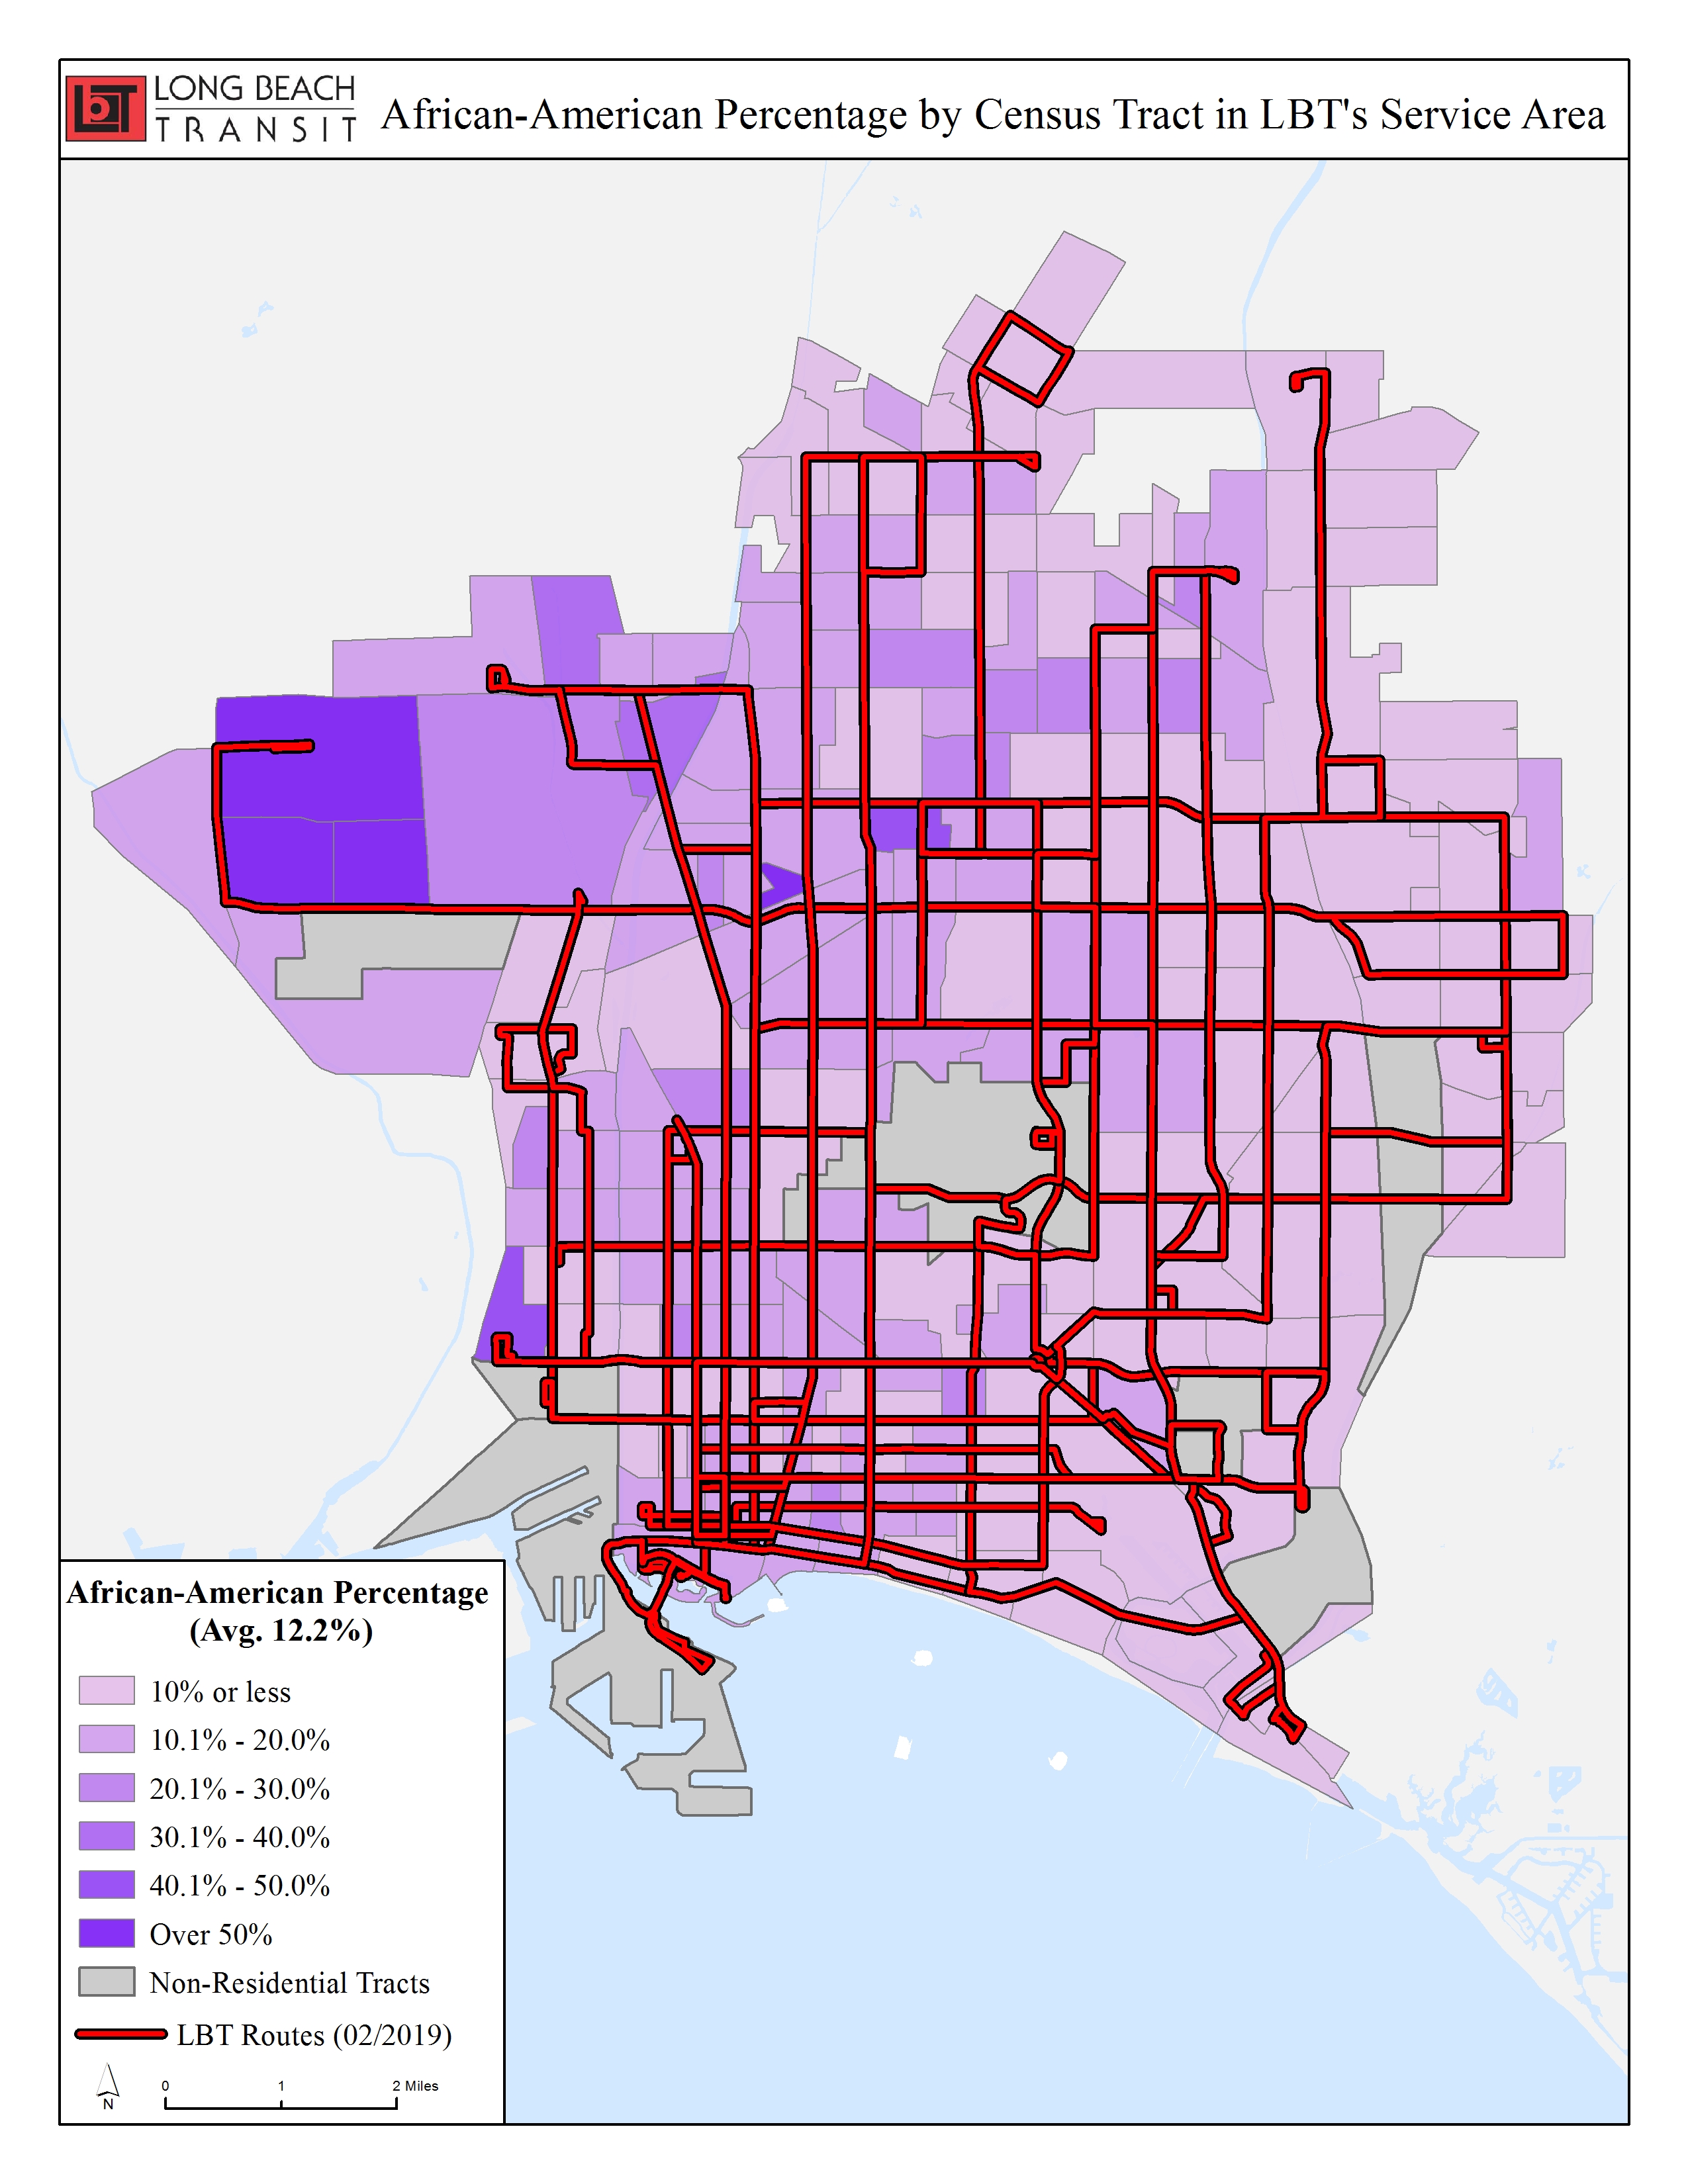 LbT
LONG BEACH
TRANSIT
African-American Percentage by Census Tract in LBT's Service Area
African-American Percentage
(Avg. 12.2%)
10% or less
10.1% - 20.0%
20.1% - 30.0%
30.1% - 40.0%
40.1% - 50.0%
Over 50%
Non-Residential Tracts
LBT Routes (02/2019)
N
0 1 2 Miles